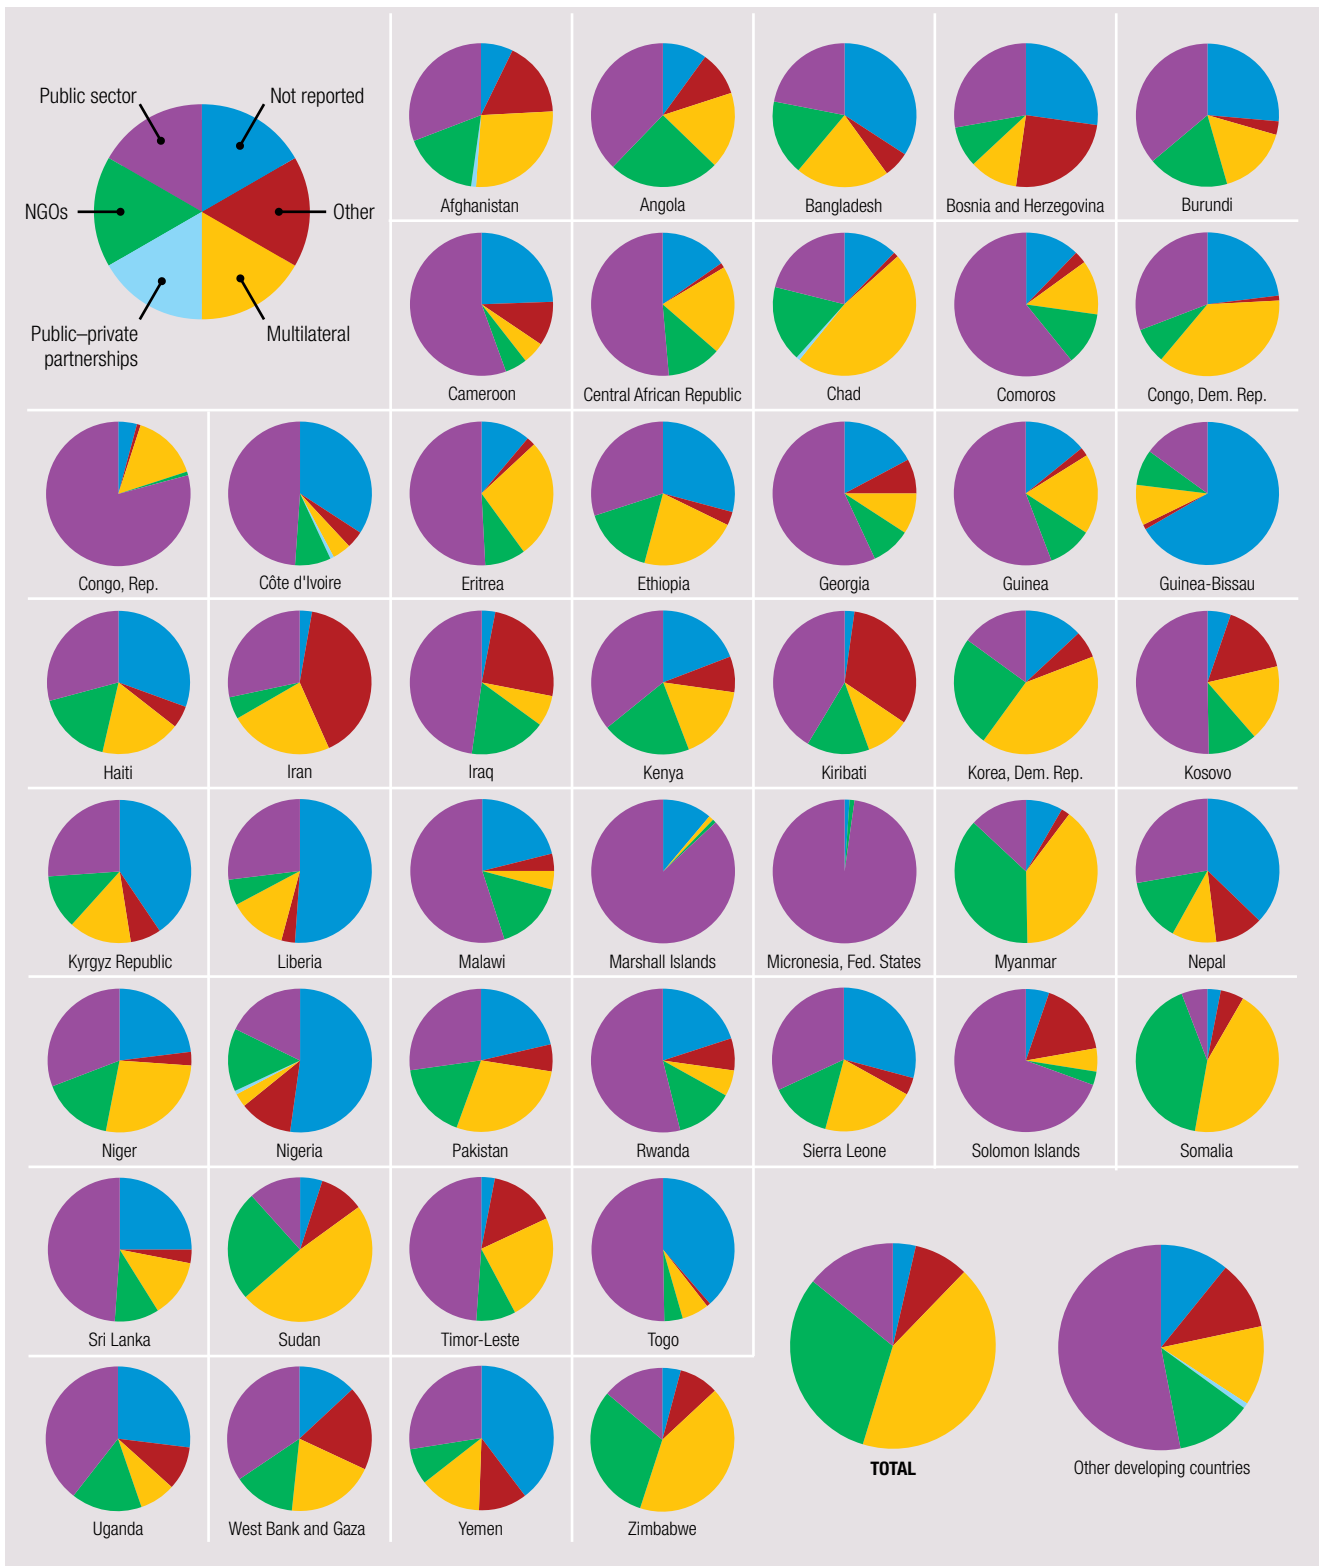 Public sector
Not reported
NGOs
Other
Public–private
partnerships
Multilateral
Afghanistan
Angola
Bangladesh
Bosnia and Herzegovina
Burundi
Cameroon
Central African Republic
Chad
Comoros
Congo, Dem. Rep.
Congo, Rep.
Côte d'Ivoire
Eritrea
Ethiopia
Georgia
Guinea
Guinea-Bissau
Haiti
Iran
Iraq
Kenya
Kiribati
Korea, Dem. Rep.
Kosovo
Kyrgyz Republic
Liberia
Malawi
Marshall Islands
Micronesia, Fed. States
Myanmar
Nepal
Niger
Nigeria
Pakistan
Rwanda
Sierra Leone
Solomon Islands
Somalia
Sri Lanka
Sudan
Timor-Leste
Togo
TOTAL
Other developing countries
Uganda
West Bank and Gaza
Yemen
Zimbabwe